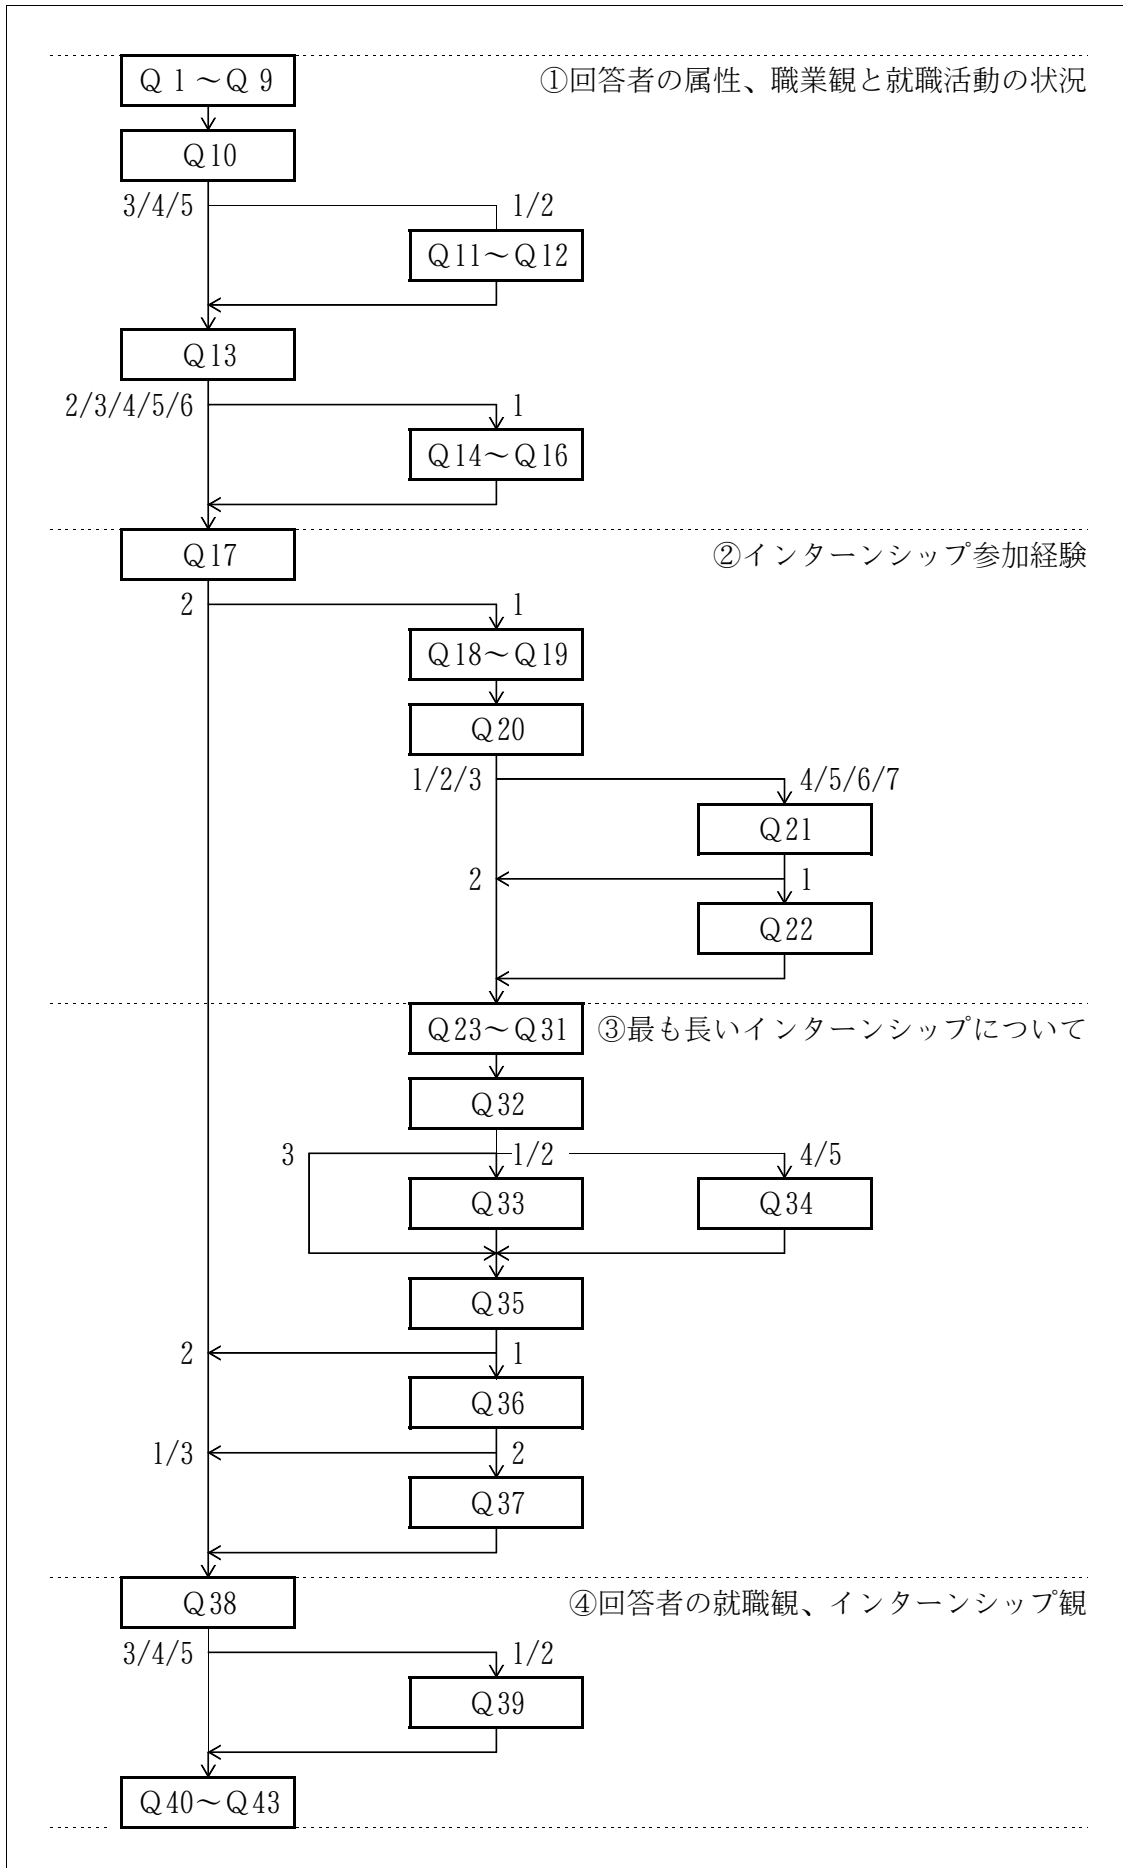 Q1～Q9
①回答者の属性、職業観と就職活動の状況
Q10
3/4/5
1/2
Q11～Q12
Q13
2/3/4/5/6
1
Q14～Q16
Q17
②インターンシップ参加経験
2
1
Q18～Q19
Q20
1/2/3
4/5/6/7
Q21
2
1
Q22
Q23～Q31
③最も長いインターンシップについて
Q32
3
1/2
4/5
Q33
Q34
Q35
2
1
Q36
1/3
2
Q37
Q38
④回答者の就職観、インターンシップ観
3/4/5
1/2
Q39
Q40～Q43